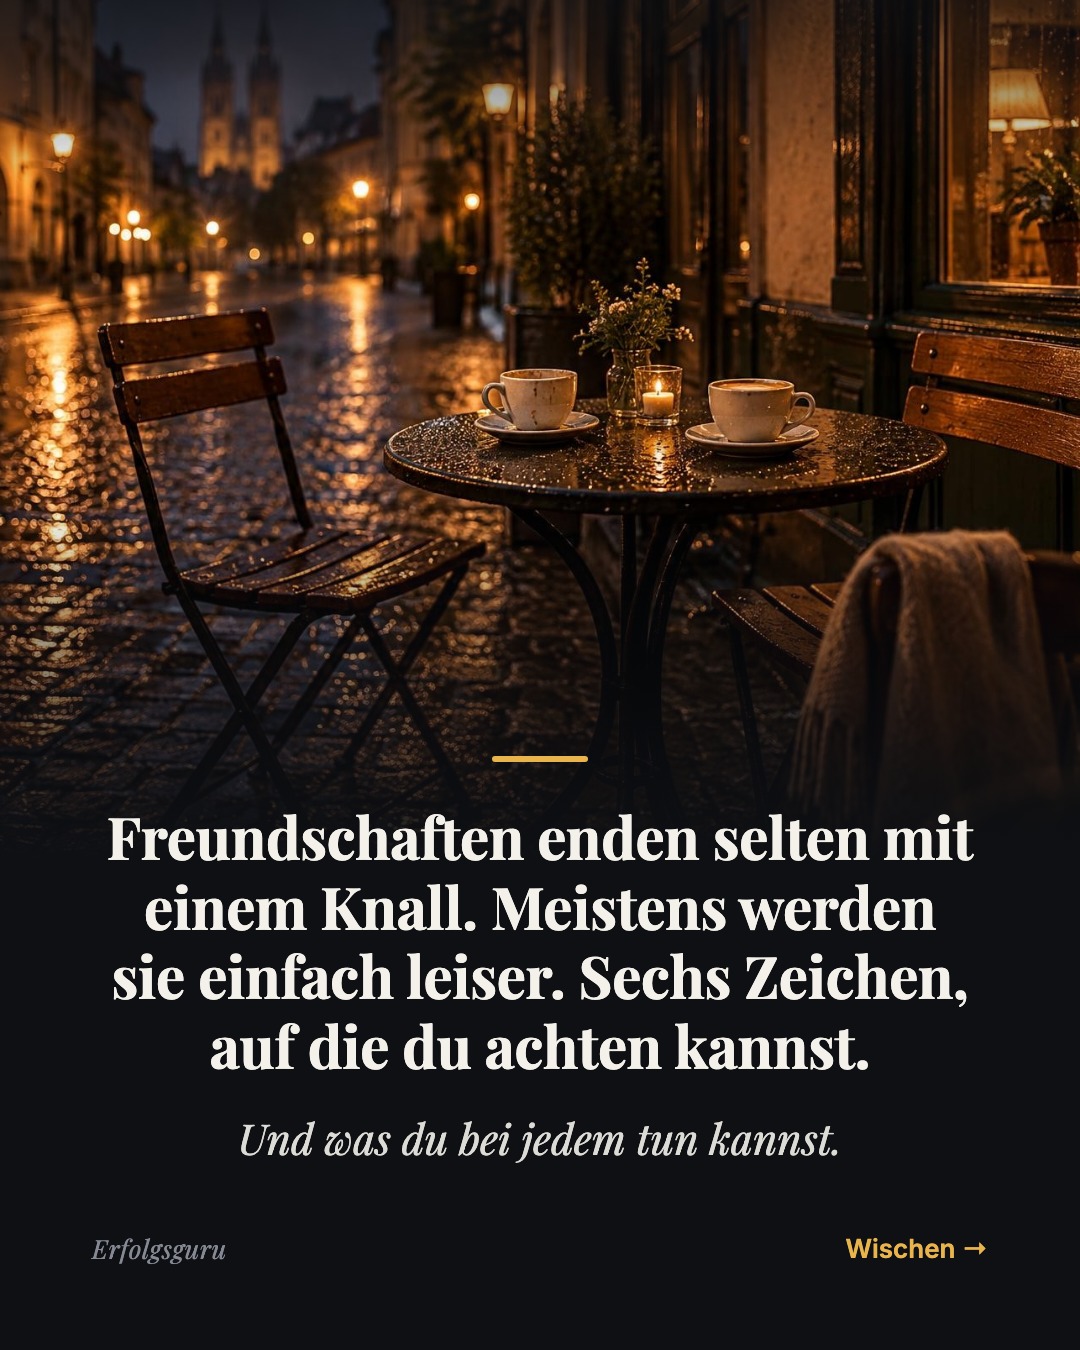 Freundschaften enden selten mit
einem Knall. Meistens werden
sie einfach leiser. Sechs Zeichen,
auf die du achten kannst.
Und was du bei jedem tun kannst.
Erfolgsguru
Wischen →